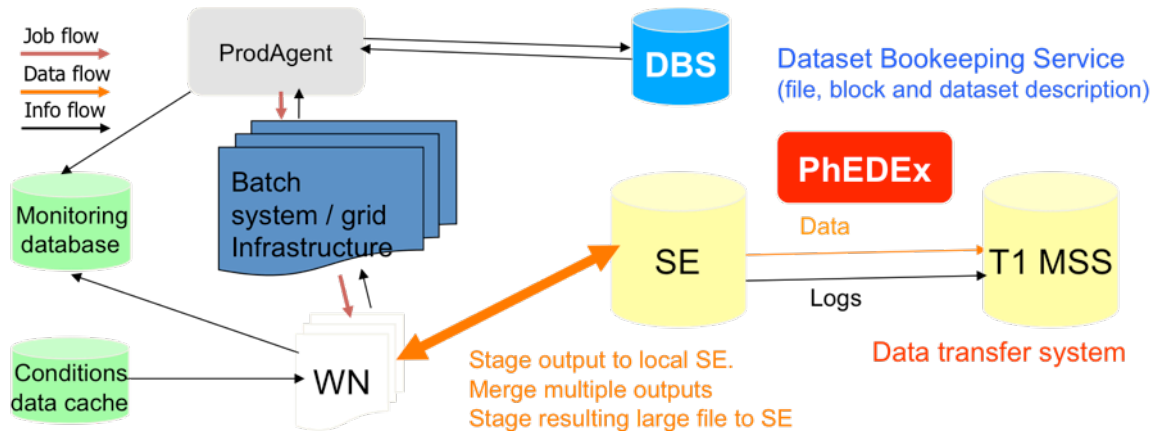 Job flow
Data flow
Info flow
ProdAgent
DBS
Dataset Bookeeping Service
(file, block and dataset description)
PhEDEx
Batch
system / grid
Infrastructure
Monitoring
database
SE
Data
Logs
T1 MSS
Data transfer system
WN
Conditions
data cache
Stage output to local SE.
Merge multiple outputs
Stage resulting large file to SE